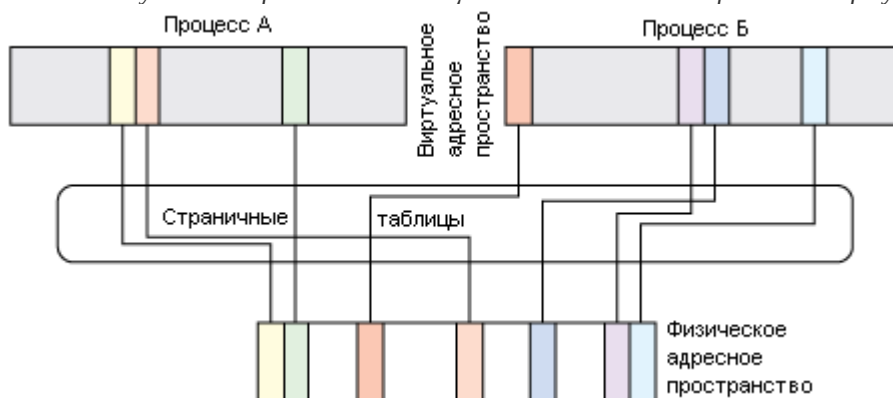 Процесс А
Виртуальное
адресное
пространство
Процесс Б
Страничные таблицы
Физическое
адресное
пространство